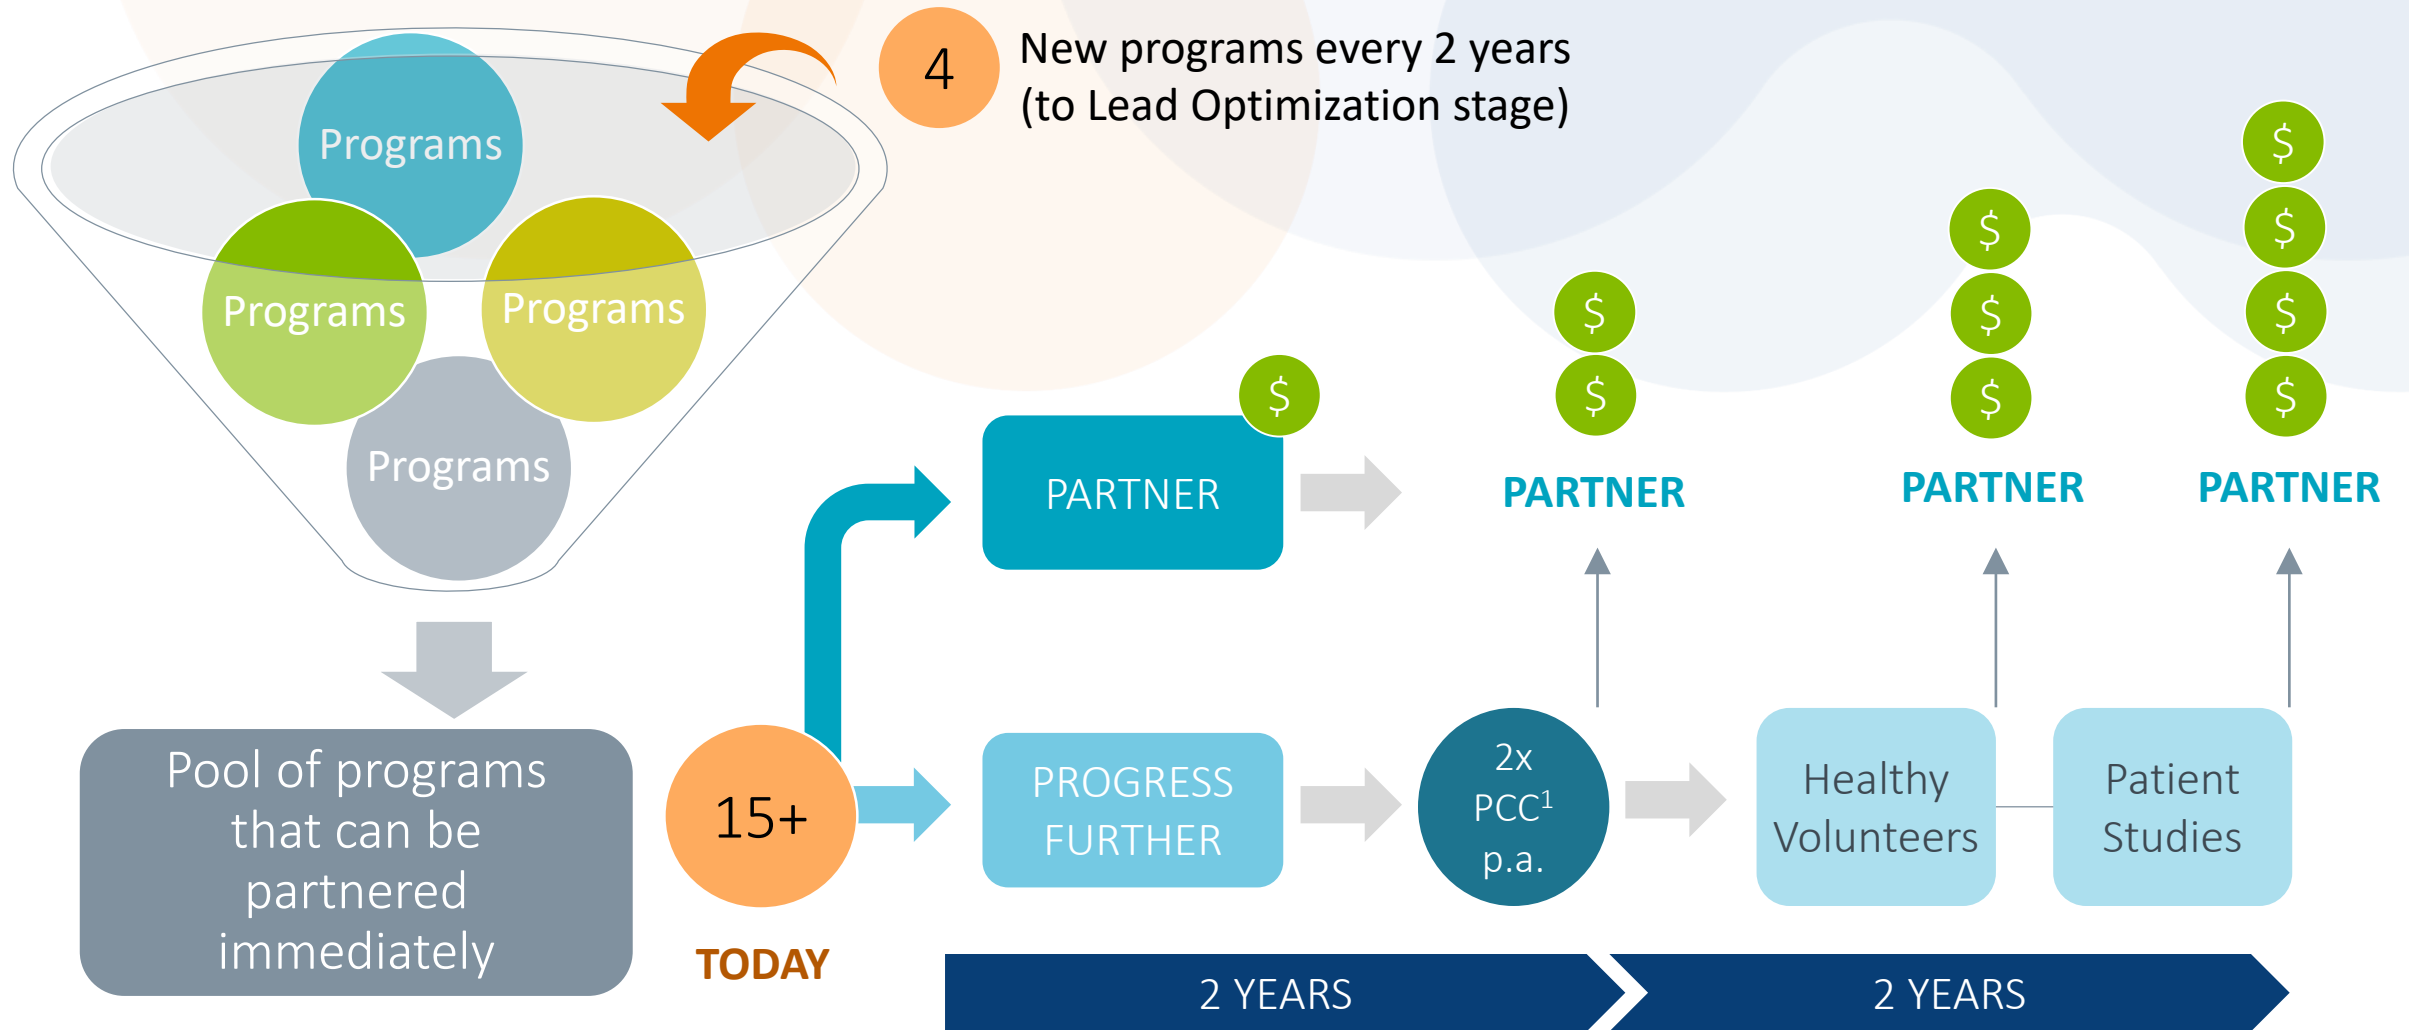 4
New programs every 2 years
(to Lead Optimization stage)
Programs
Programs
Programs
Programs
$
$
$
$
$
$
$
$
$
$
PARTNER
PARTNER
PARTNER
PARTNER
Pool of programs
that can be
partnered
immediately
15+
TODAY
PROGRESS
FURTHER
2x
PCC¹
p.a.
Healthy
Volunteers
Patient
Studies
2 YEARS
2 YEARS